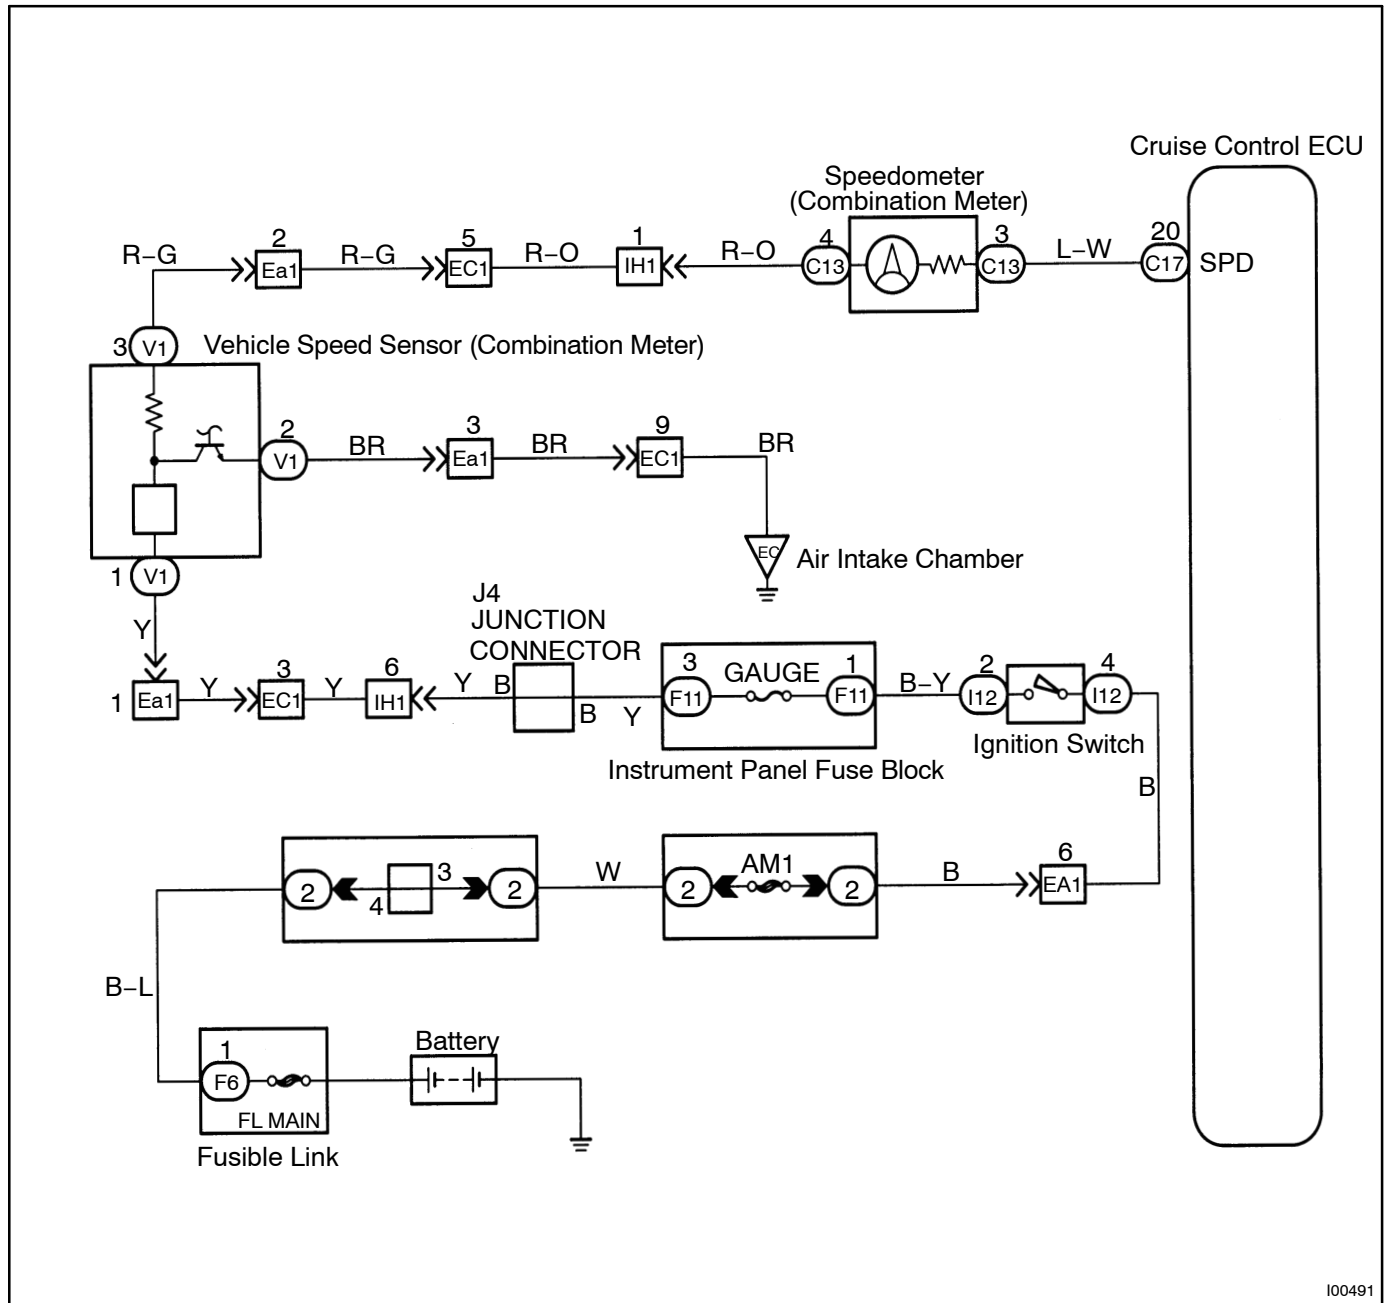 Cruise Control ECU
Speedometer
(Combination Meter)
R–G
2
Ea1
R–G
5
EC1
R–O
1
IH1
R–O
4
C13
3
C13
L–W
20
C17
SPD
3
V1
Vehicle Speed Sensor (Combination Meter)
2
V1
BR
3
Ea1
BR
9
EC1
BR
EC
Air Intake Chamber
1
V1
Y
1
Ea1
Y
3
EC1
Y
6
IH1
Y
J4
JUNCTION
CONNECTOR
B
B
Y
3
F11
GAUGE
1
F11
B–Y
2
I12
4
I12
Ignition Switch
Instrument Panel Fuse Block
B
2
4
3
2
W
2
AM1
2
B
6
EA1
B–L
1
F6
FL MAIN
Fusible Link
Battery
I00491